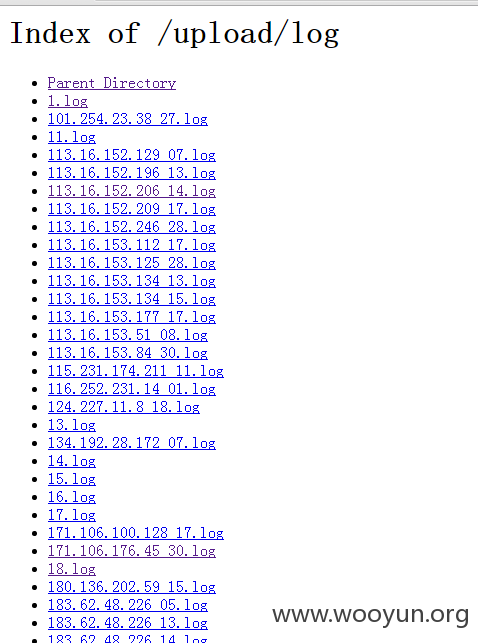 Index of /upload/log
Parent Directory
1.log
101.254.23.38_27.log
11.log
113.16.152.129_07.log
113.16.152.196_13.log
113.16.152.206_14.log
113.16.152.209_17.log
113.16.152.246_28.log
113.16.153.112_17.log
113.16.153.125_28.log
113.16.153.134_13.log
113.16.153.134_15.log
113.16.153.177_17.log
113.16.153.51_08.log
113.16.153.84_30.log
115.231.174.211_11.log
116.252.231.14_01.log
124.227.11.8_18.log
13.log
134.192.28.172_07.log
14.log
15.log
16.log
17.log
171.106.100.128_17.log
171.106.176.45_30.log
18.log
180.136.202.59_15.log
183.62.48.226_05.log
183.62.48.226_13.log
183.62.48.226_14.log
www.wooyun.org